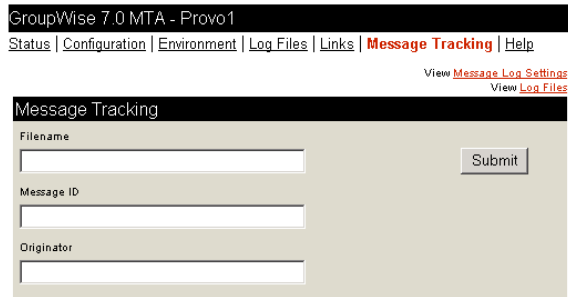 GroupWise 7.0 MTA - Provo1
Status | Configuration | Environment | Log Files | Links | Message Tracking | Help
View Message Log Settings
View Log Files
Message Tracking
Filename
Submit
Message ID
Originator